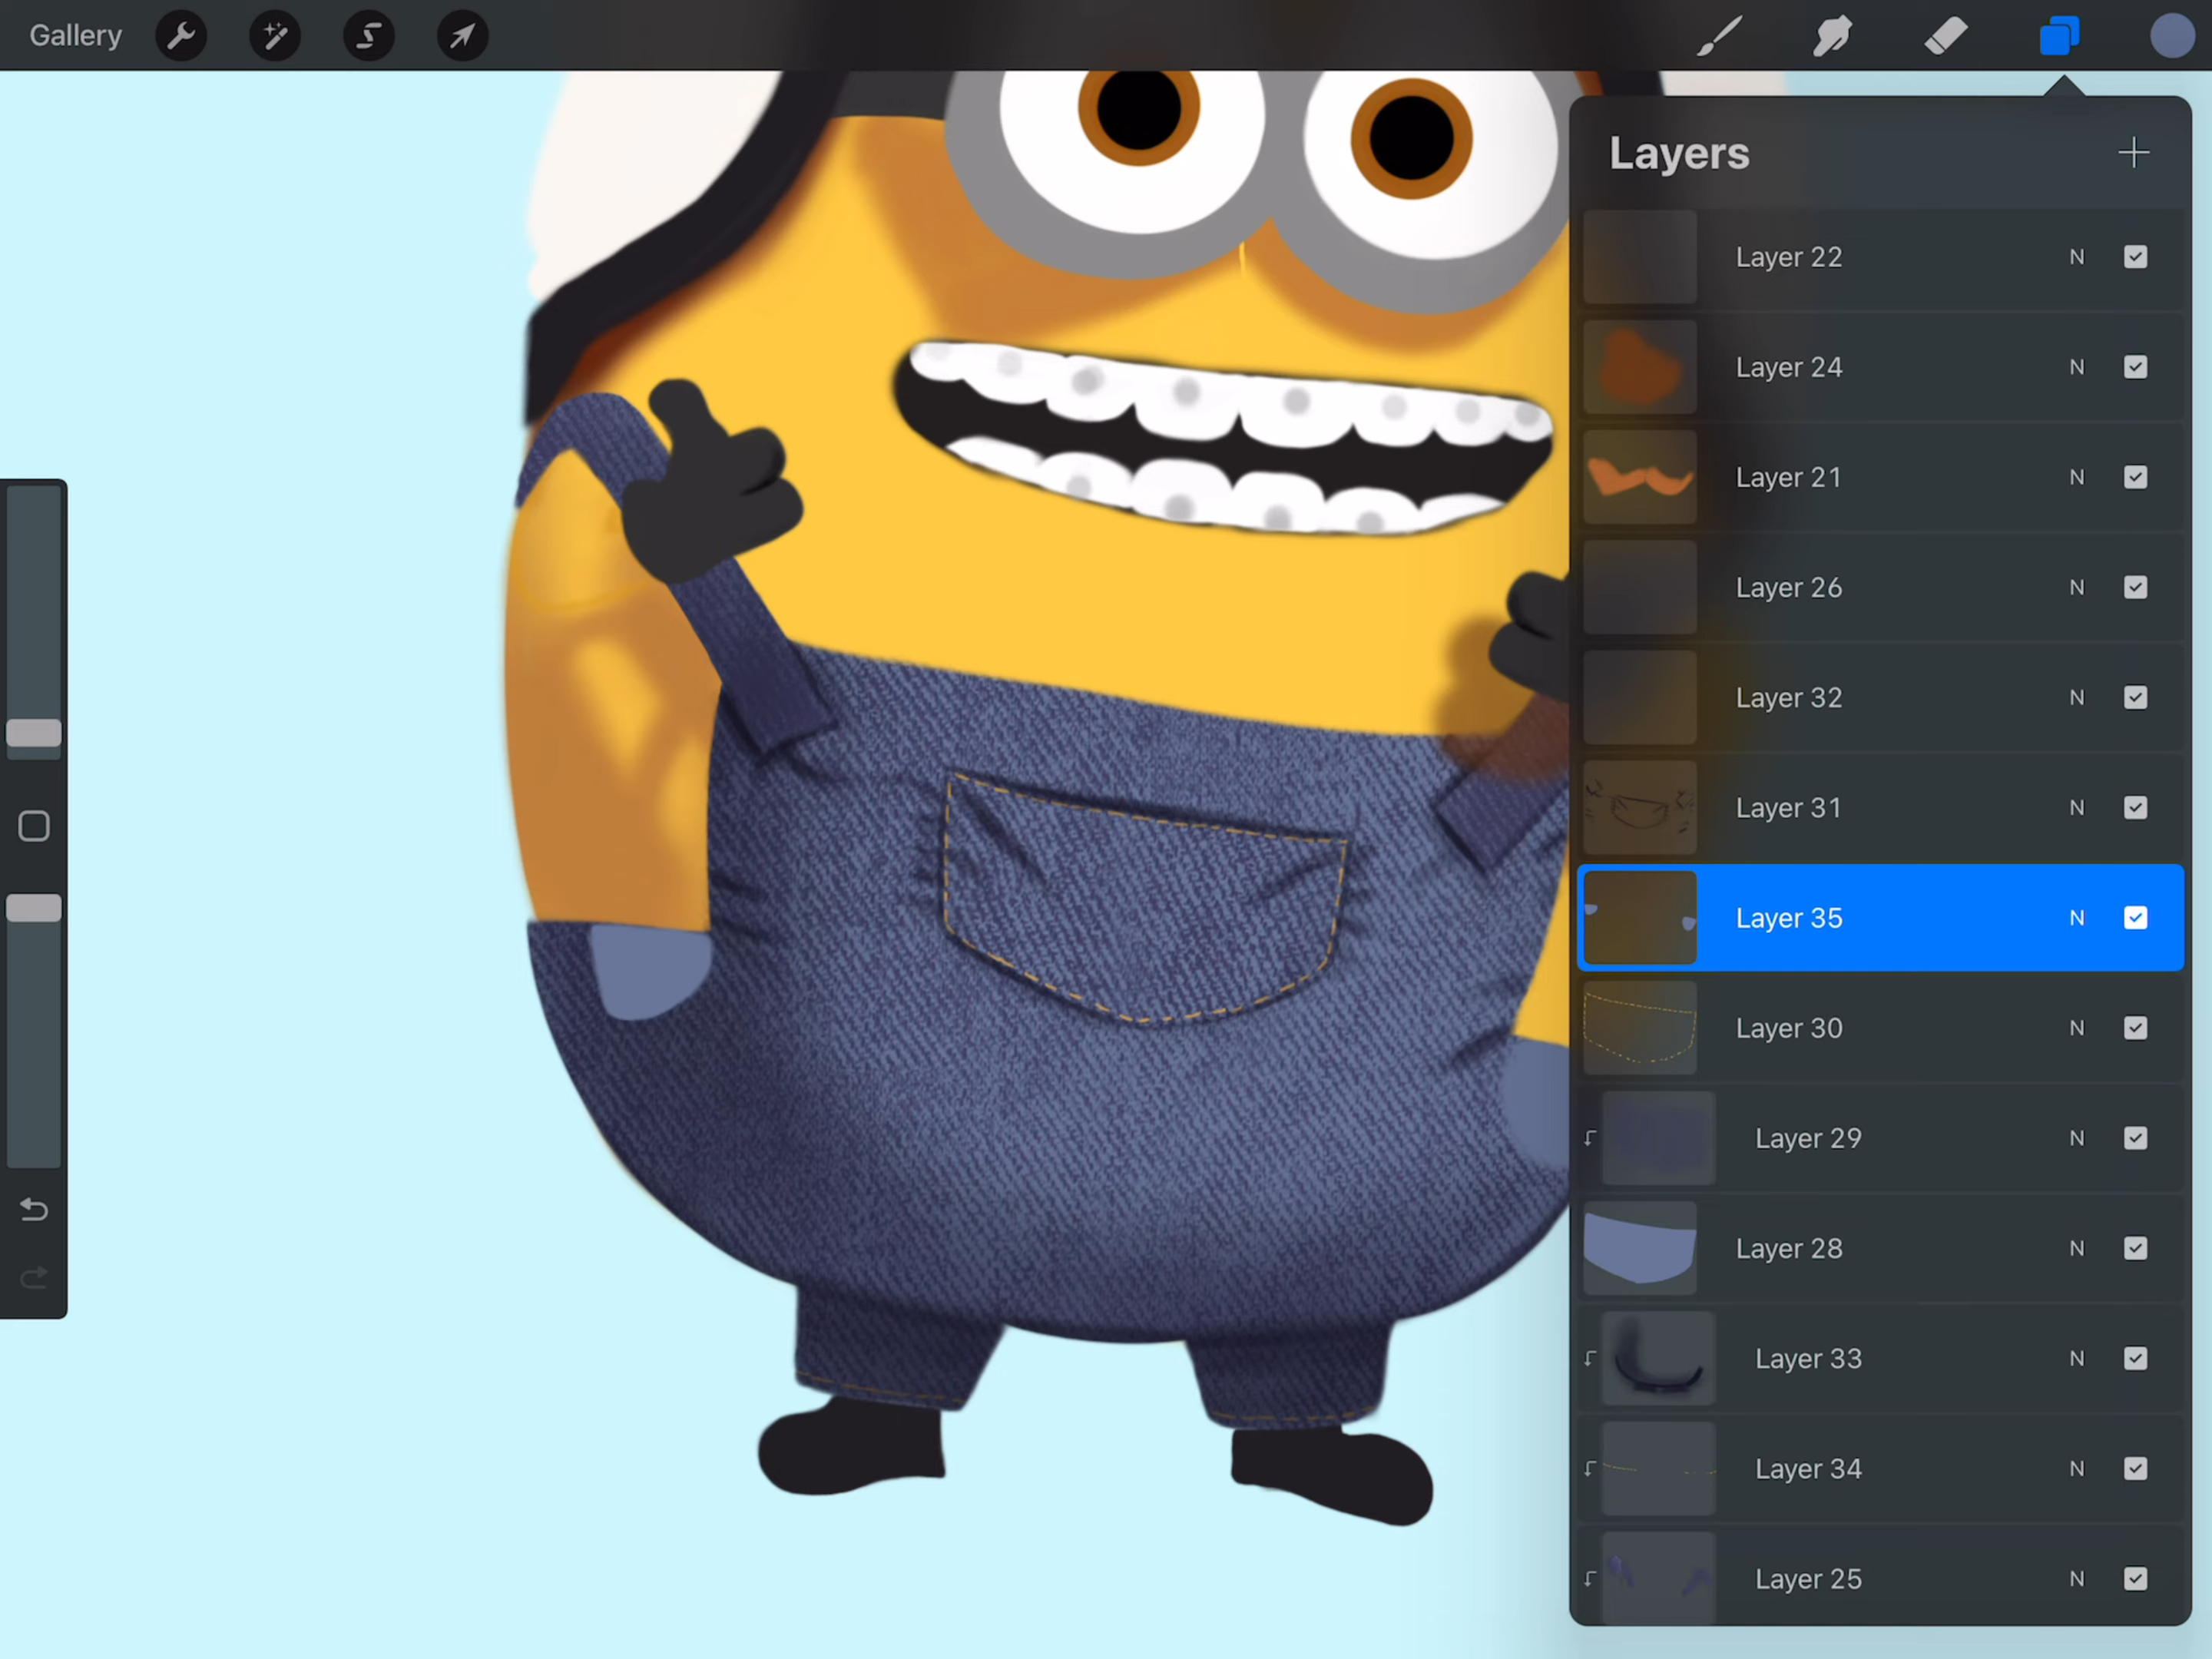 Gallery
Layers
Layer 22 N
Layer 24 N
Layer 21 N
Layer 26 N
Layer 32 N
Layer 31 N
Layer 35 N
Layer 30 N
Layer 29 N
Layer 28 N
Layer 33 N
Layer 34 N
Layer 25 N